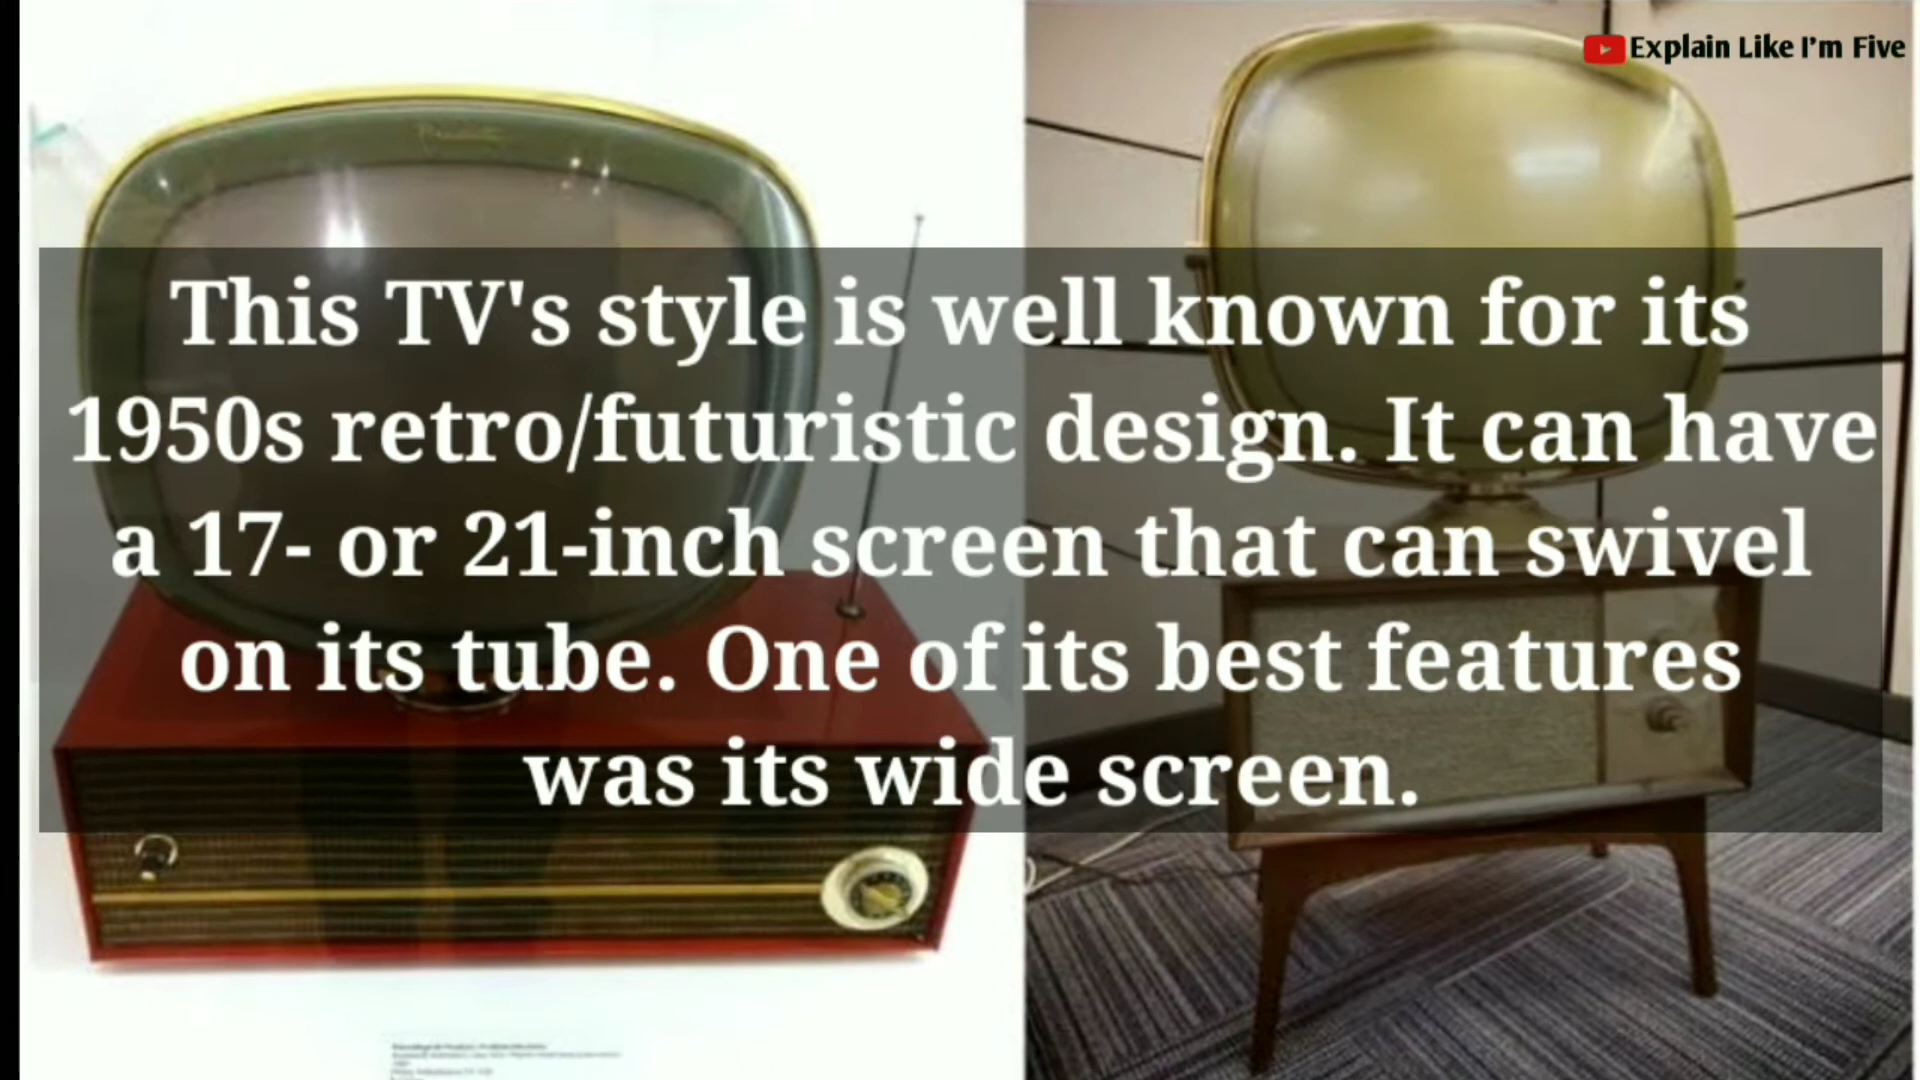 Explain Like I'm Five
This TV's style is well known for its
1950s retro/futuristic design. It can have
a 17- or 21-inch screen that can swivel
on its tube. One of its best features
was its wide screen.